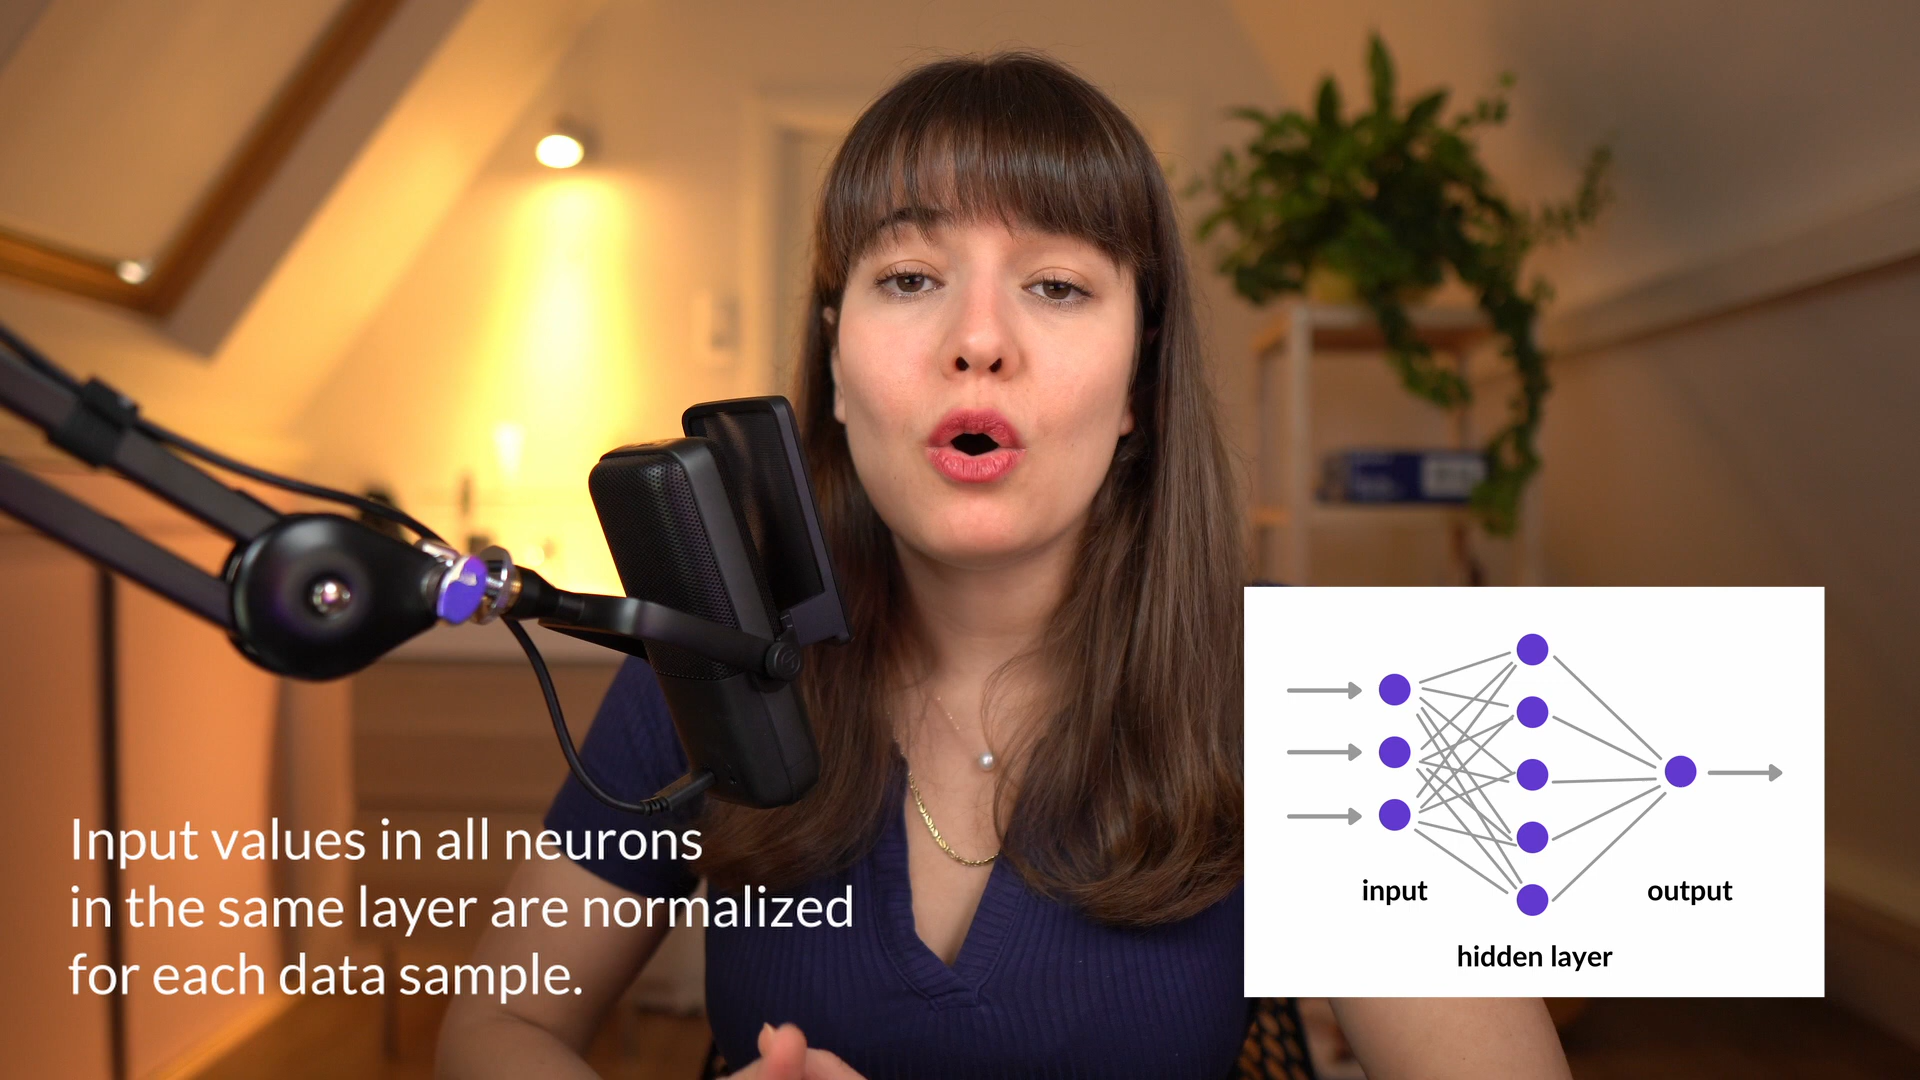 Input values in all neurons
in the same layer are normalized
for each data sample.
input
output
hidden layer